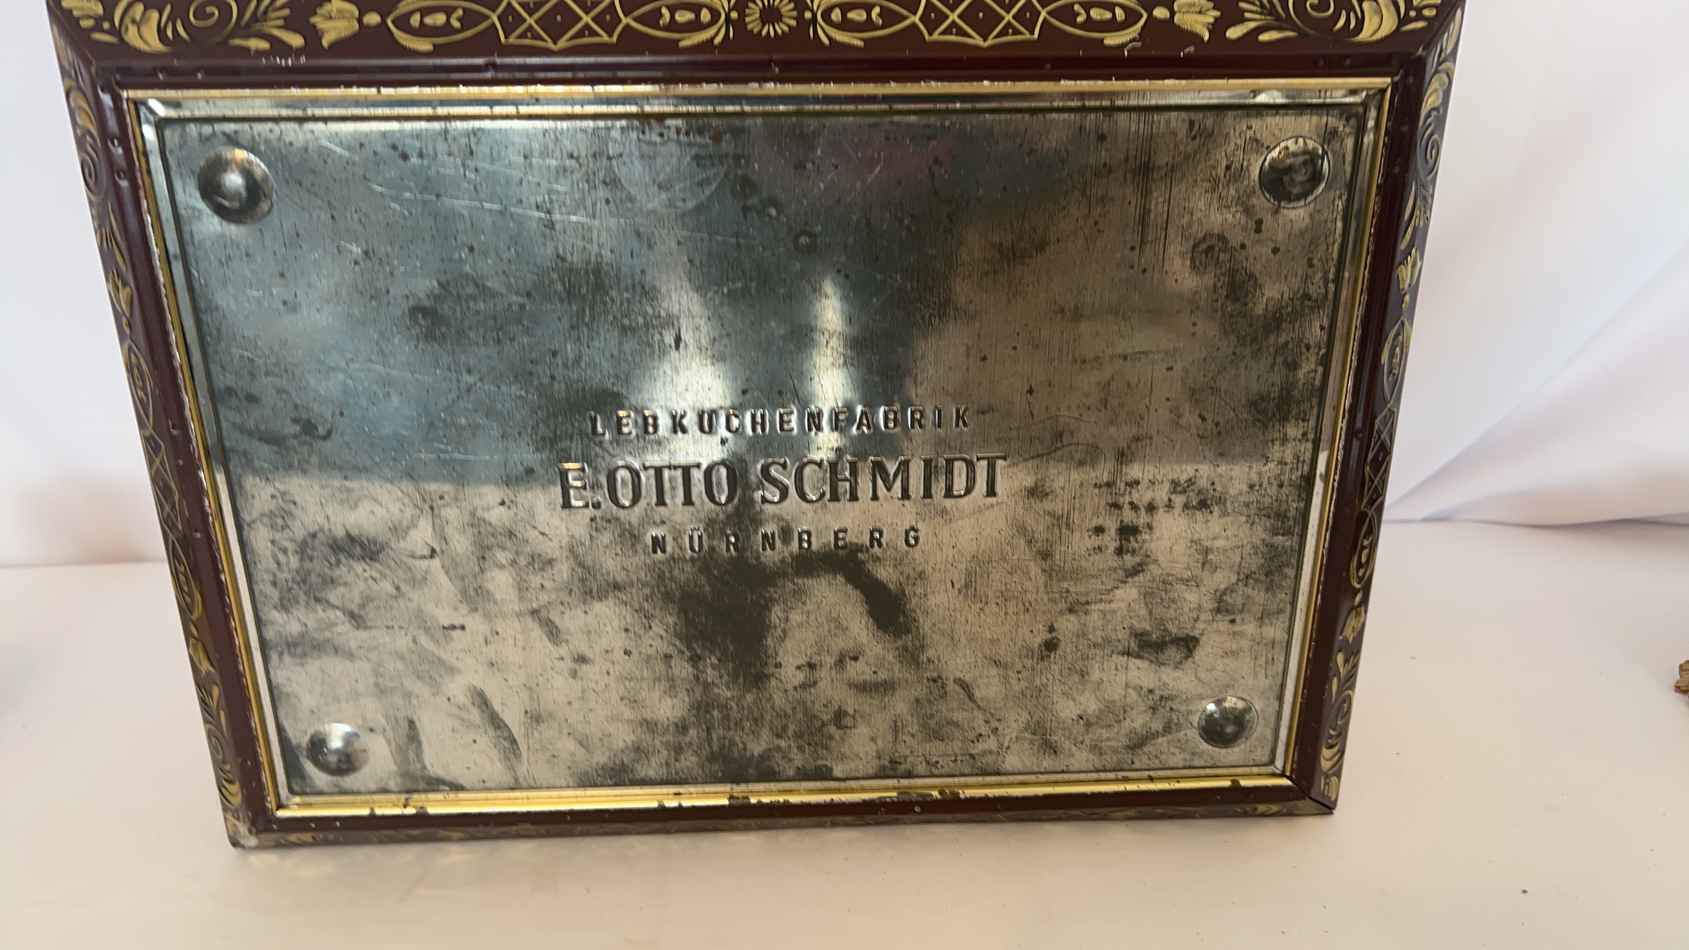 LEBKUCHENFABRIK
E. OTTO SCHMIDT
NÜRNBERG